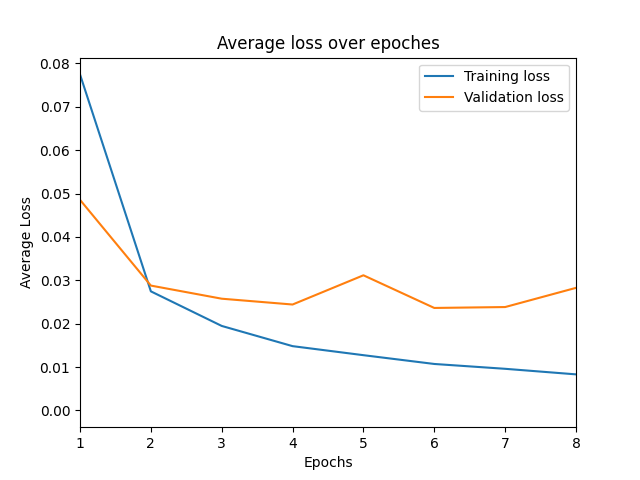 Average loss over epoches
Training loss
Validation loss
0.08
0.07
0.06
0.05
0.04
0.03
0.02
0.01
0.00
Average Loss
1 2 3 4 5 6 7 8
Epochs